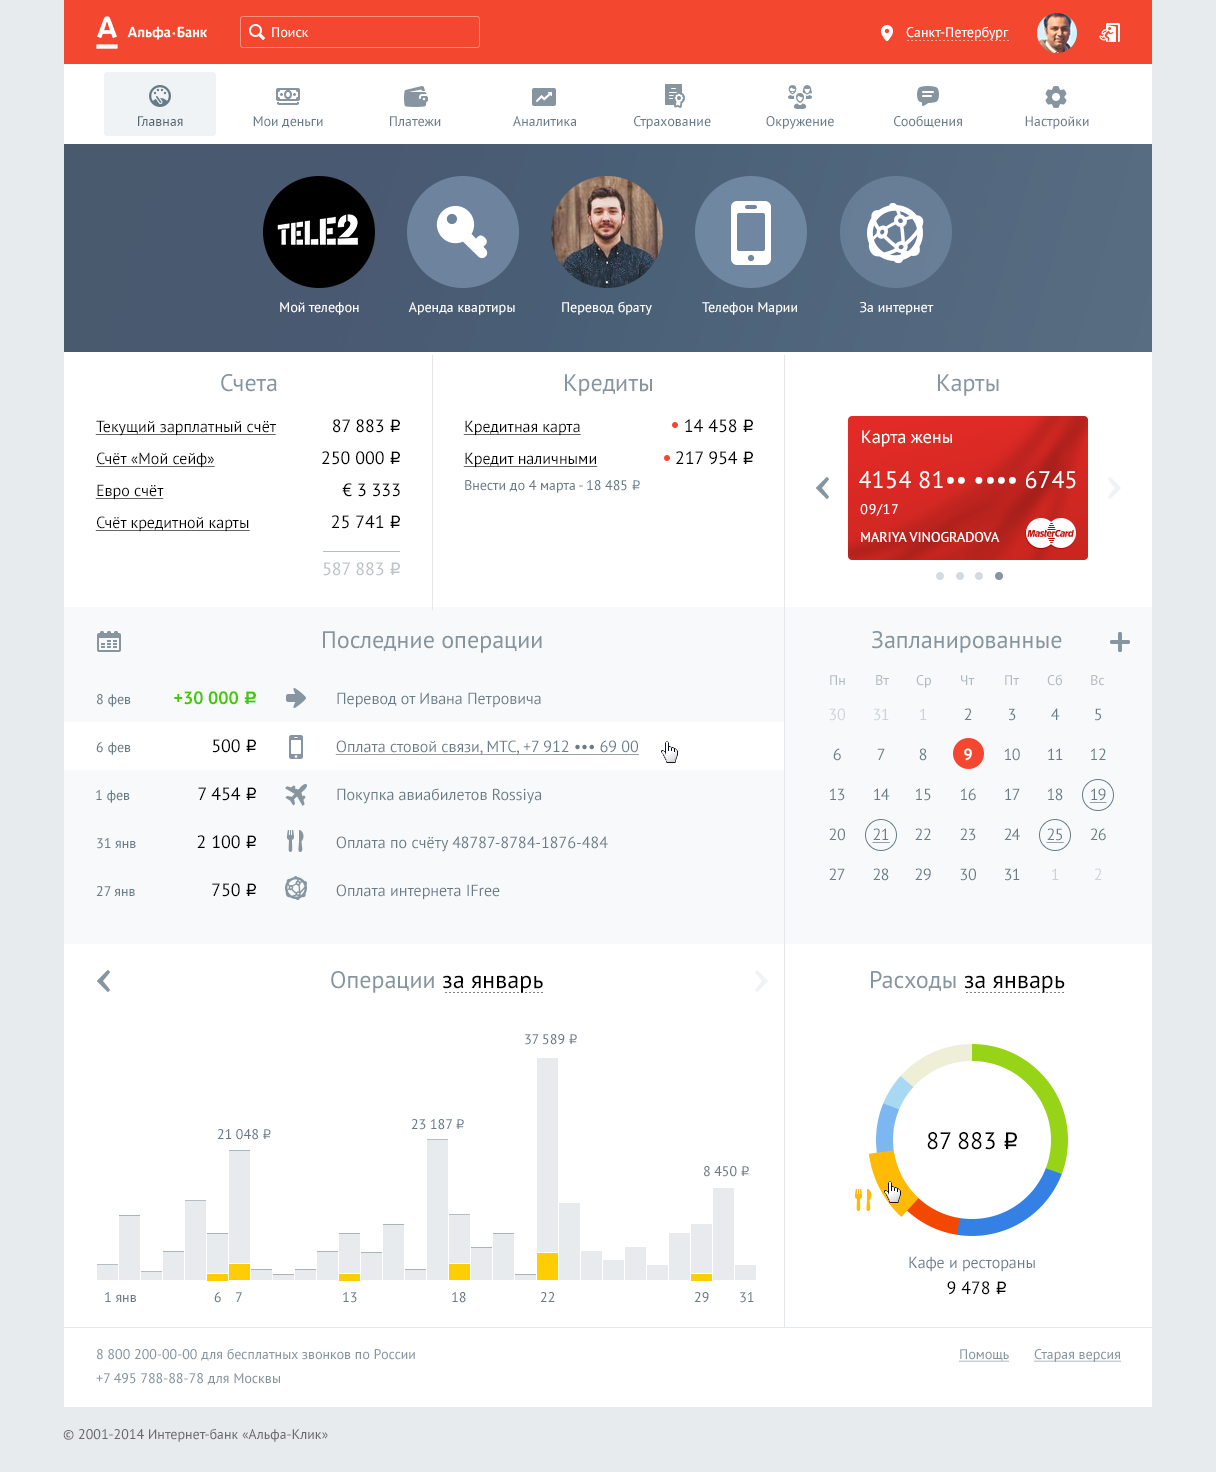 Альфа·Банк
Поиск
Санкт-Петербург
Главная
Мои деньги
Платежи
Аналитика
Страхование
Окружение
Сообщения
Настройки
TELE2
Мой телефон
Аренда квартиры
Перевод брату
Телефон Марии
За интернет
Счета
Текущий зарплатный счёт 87 883 ₽
Счёт «Мой сейф» 250 000 ₽
Евро счёт € 3 333
Счёт кредитной карты 25 741 ₽
587 883 ₽
Кредиты
Кредитная карта • 14 458 ₽
Кредит наличными • 217 954 ₽
Внести до 4 марта - 18 485 ₽
Карты
Карта жены
4154 81•• •••• 6745
09/17
MARIYA VINOGRADOVA
MasterCard
Последние операции
8 фев +30 000 ₽ Перевод от Ивана Петровича
6 фев 500 ₽ Оплата стовой связи, МТС, +7 912 ••• 69 00
1 фев 7 454 ₽ Покупка авиабилетов Rossiya
31 янв 2 100 ₽ Оплата по счёту 48787-8784-1876-484
27 янв 750 ₽ Оплата интернета IFree
Запланированные
Пн Вт Ср Чт Пт Сб Вс
30 31 1 2 3 4 5
6 7 8 9 10 11 12
13 14 15 16 17 18 19
20 21 22 23 24 25 26
27 28 29 30 31 1 2
Операции за январь
37 589 ₽
23 187 ₽
21 048 ₽
8 450 ₽
1 янв 6 7 13 18 22 29 31
Расходы за январь
87 883 ₽
Кафе и рестораны
9 478 ₽
8 800 200-00-00 для бесплатных звонков по России
+7 495 788-88-78 для Москвы
Помощь
Старая версия
© 2001-2014 Интернет-банк «Альфа-Клик»